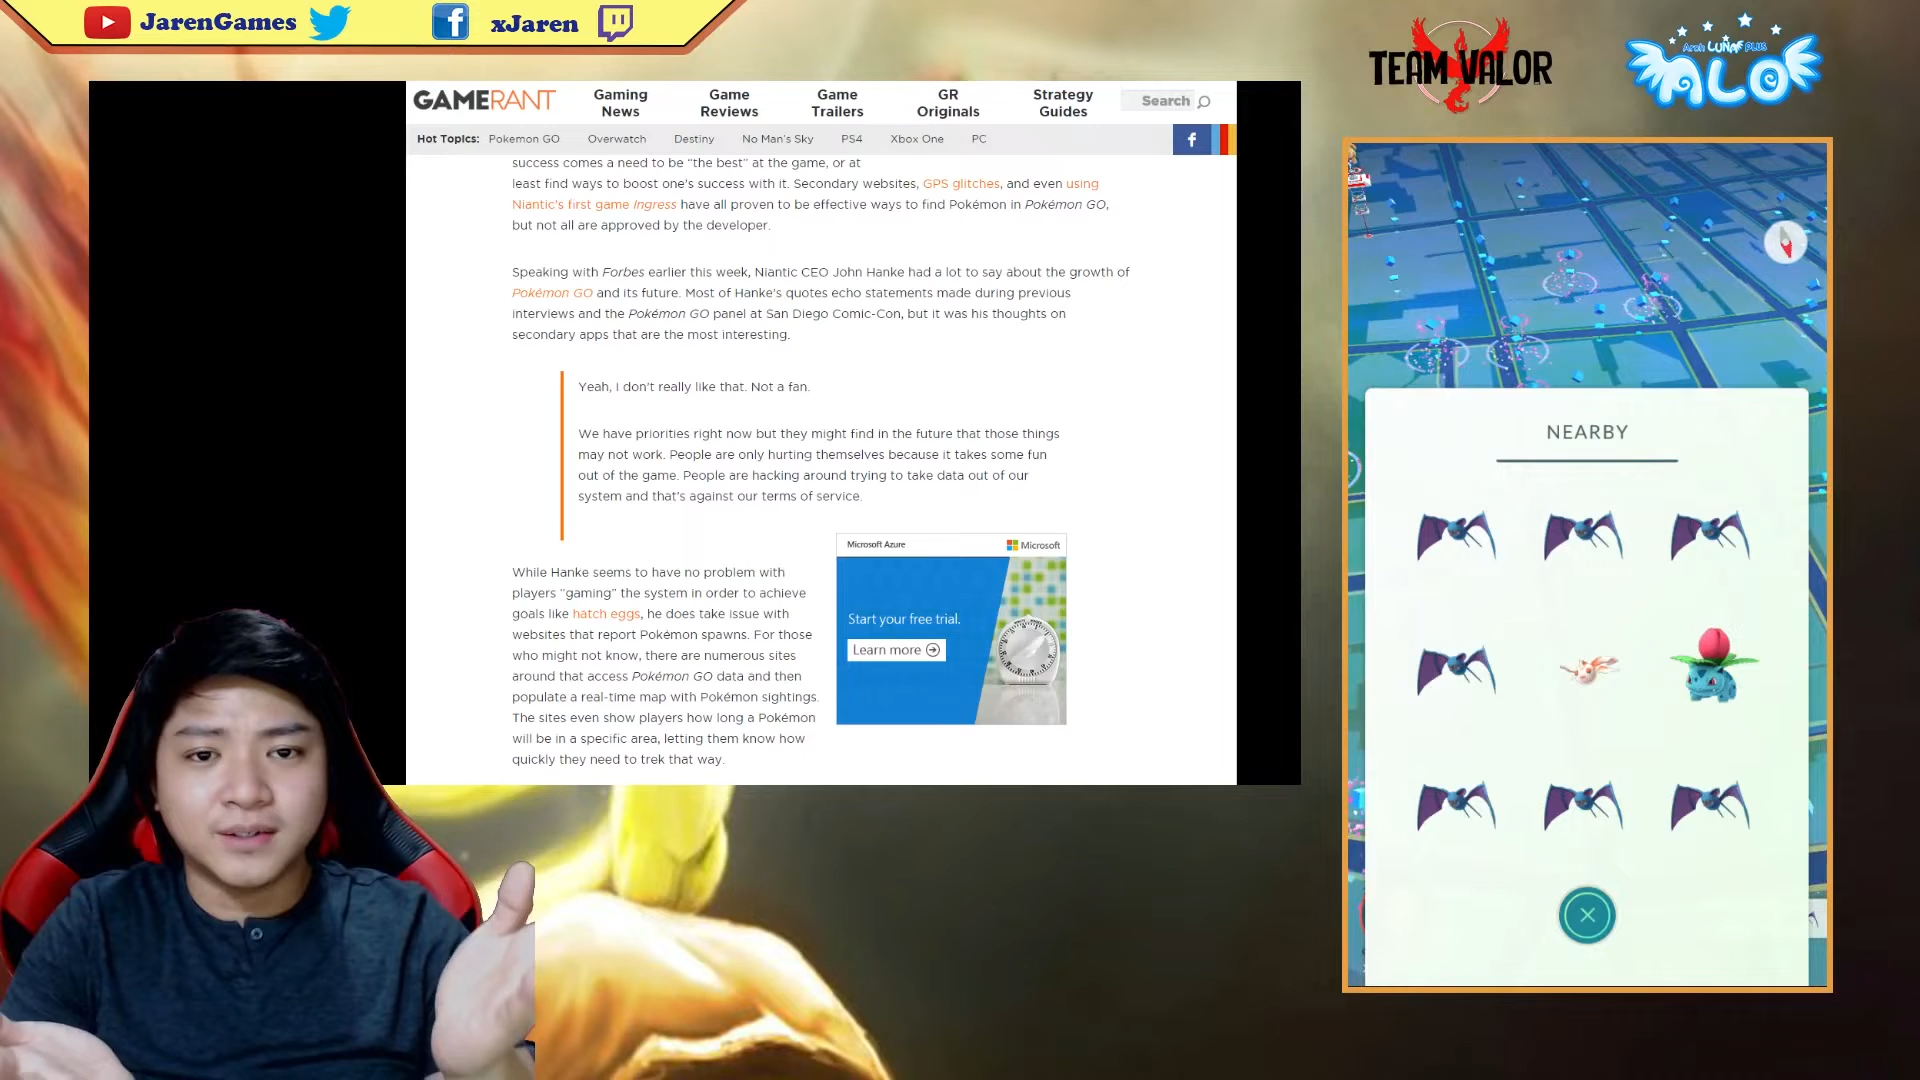 JarenGames
xJaren
TEAM VALOR
Arch LUNAR PLUS
ALO
GAMERANT
Gaming News
Game Reviews
Game Trailers
GR Originals
Strategy Guides
Search
Hot Topics: Pokemon GO Overwatch Destiny No Man's Sky PS4 Xbox One PC
success comes a need to be “the best” at the game, or at
least find ways to boost one's success with it. Secondary websites, GPS glitches, and even using
Niantic's first game Ingress have all proven to be effective ways to find Pokémon in Pokémon GO,
but not all are approved by the developer.
Speaking with Forbes earlier this week, Niantic CEO John Hanke had a lot to say about the growth of
Pokémon GO and its future. Most of Hanke's quotes echo statements made during previous
interviews and the Pokémon GO panel at San Diego Comic-Con, but it was his thoughts on
secondary apps that are the most interesting.
Yeah, I don't really like that. Not a fan.
We have priorities right now but they might find in the future that those things
may not work. People are only hurting themselves because it takes some fun
out of the game. People are hacking around trying to take data out of our
system and that's against our terms of service.
While Hanke seems to have no problem with
players “gaming” the system in order to achieve
goals like hatch eggs, he does take issue with
websites that report Pokémon spawns. For those
who might not know, there are numerous sites
around that access Pokémon GO data and then
populate a real-time map with Pokémon sightings.
The sites even show players how long a Pokémon
will be in a specific area, letting them know how
quickly they need to trek that way.
Microsoft Azure
Microsoft
Start your free trial.
Learn more
NEARBY